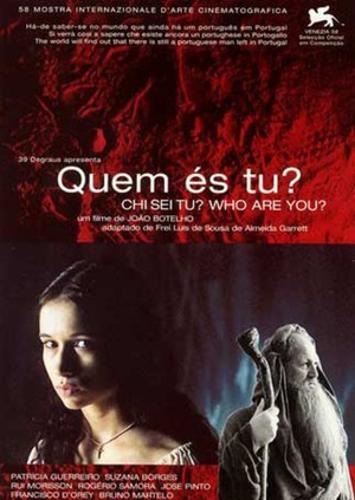 58 MOSTRA INTERNAZIONALE D'ARTE CINEMATOGRAFICA
VENEZIA 58
Selecção Oficial
em Competição
Há-de saber-se no mundo que ainda há um português em Portugal
Si verrà così a sapere che esiste ancora un portoghese in Portogallo
The world will find out that there is still a portuguese man left in Portugal
39 Degraus apresenta
Quem és tu?
CHI SEI TU? WHO ARE YOU?
um filme de JOÃO BOTELHO
adaptado de Frei Luis de Sousa de Almeida Garrett
PATRICIA GUERREIRO SUZANA BORGES
RUI MORISSON ROGÉRIO SAMORA JOSE PINTO
FRANCISCO D'OREY BRUNO MARTELO